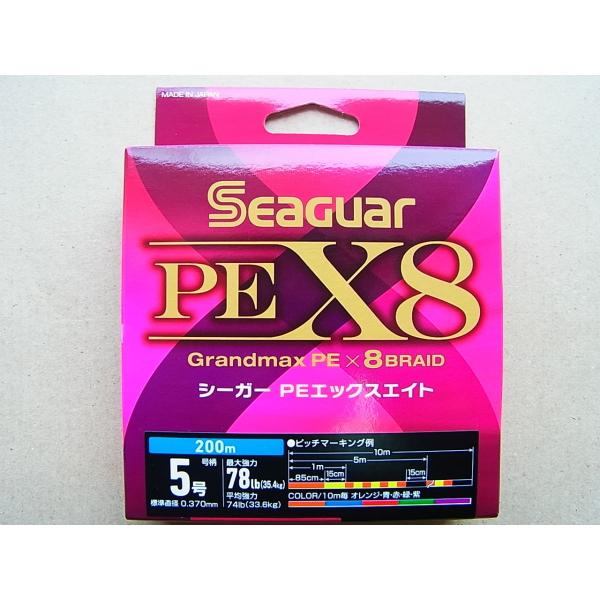 MADE IN JAPAN
SEAGUAR
PE X8
Grandmax PE × 8 BRAID
シーガー PEエックスエイト
200m
号柄
5号
標準直径 0.370mm
最大強力
78lb(35.4kg)
平均強力
74lb(33.6kg)
●ピッチマーキング例
10m
5m
1m
15cm
15cm
85cm
COLOR/10m毎 オレンジ・青・赤・緑・紫